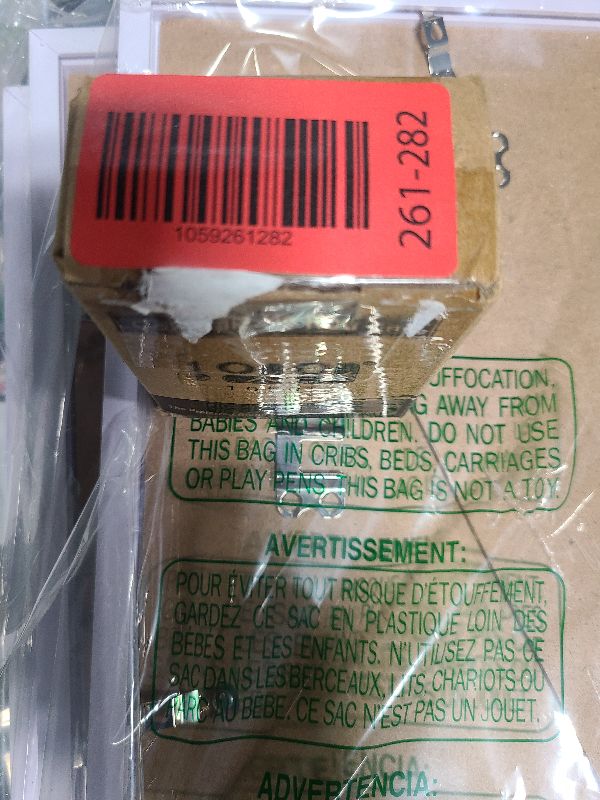 1059261282
261-282
UFFOCATION,
G AWAY FROM
BABIES AND CHILDREN. DO NOT USE
THIS BAG IN CRIBS, BEDS, CARRIAGES
OR PLAY PENS. THIS BAG IS NOT A TOY.
AVERTISSEMENT:
POUR ÉVITER TOUT RISQUE D'ÉTOUFFEMENT,
GARDEZ CE SAC EN PLASTIQUE LOIN DES
BEBES ET LES ENFANTS. N'UTILISEZ PAS CE
SAC DANS LES BERCEAUX, LITS, CHARIOTS OU
PARC AU BEBE. CE SAC N'EST PAS UN JOUET.
ADVERTENCIA: